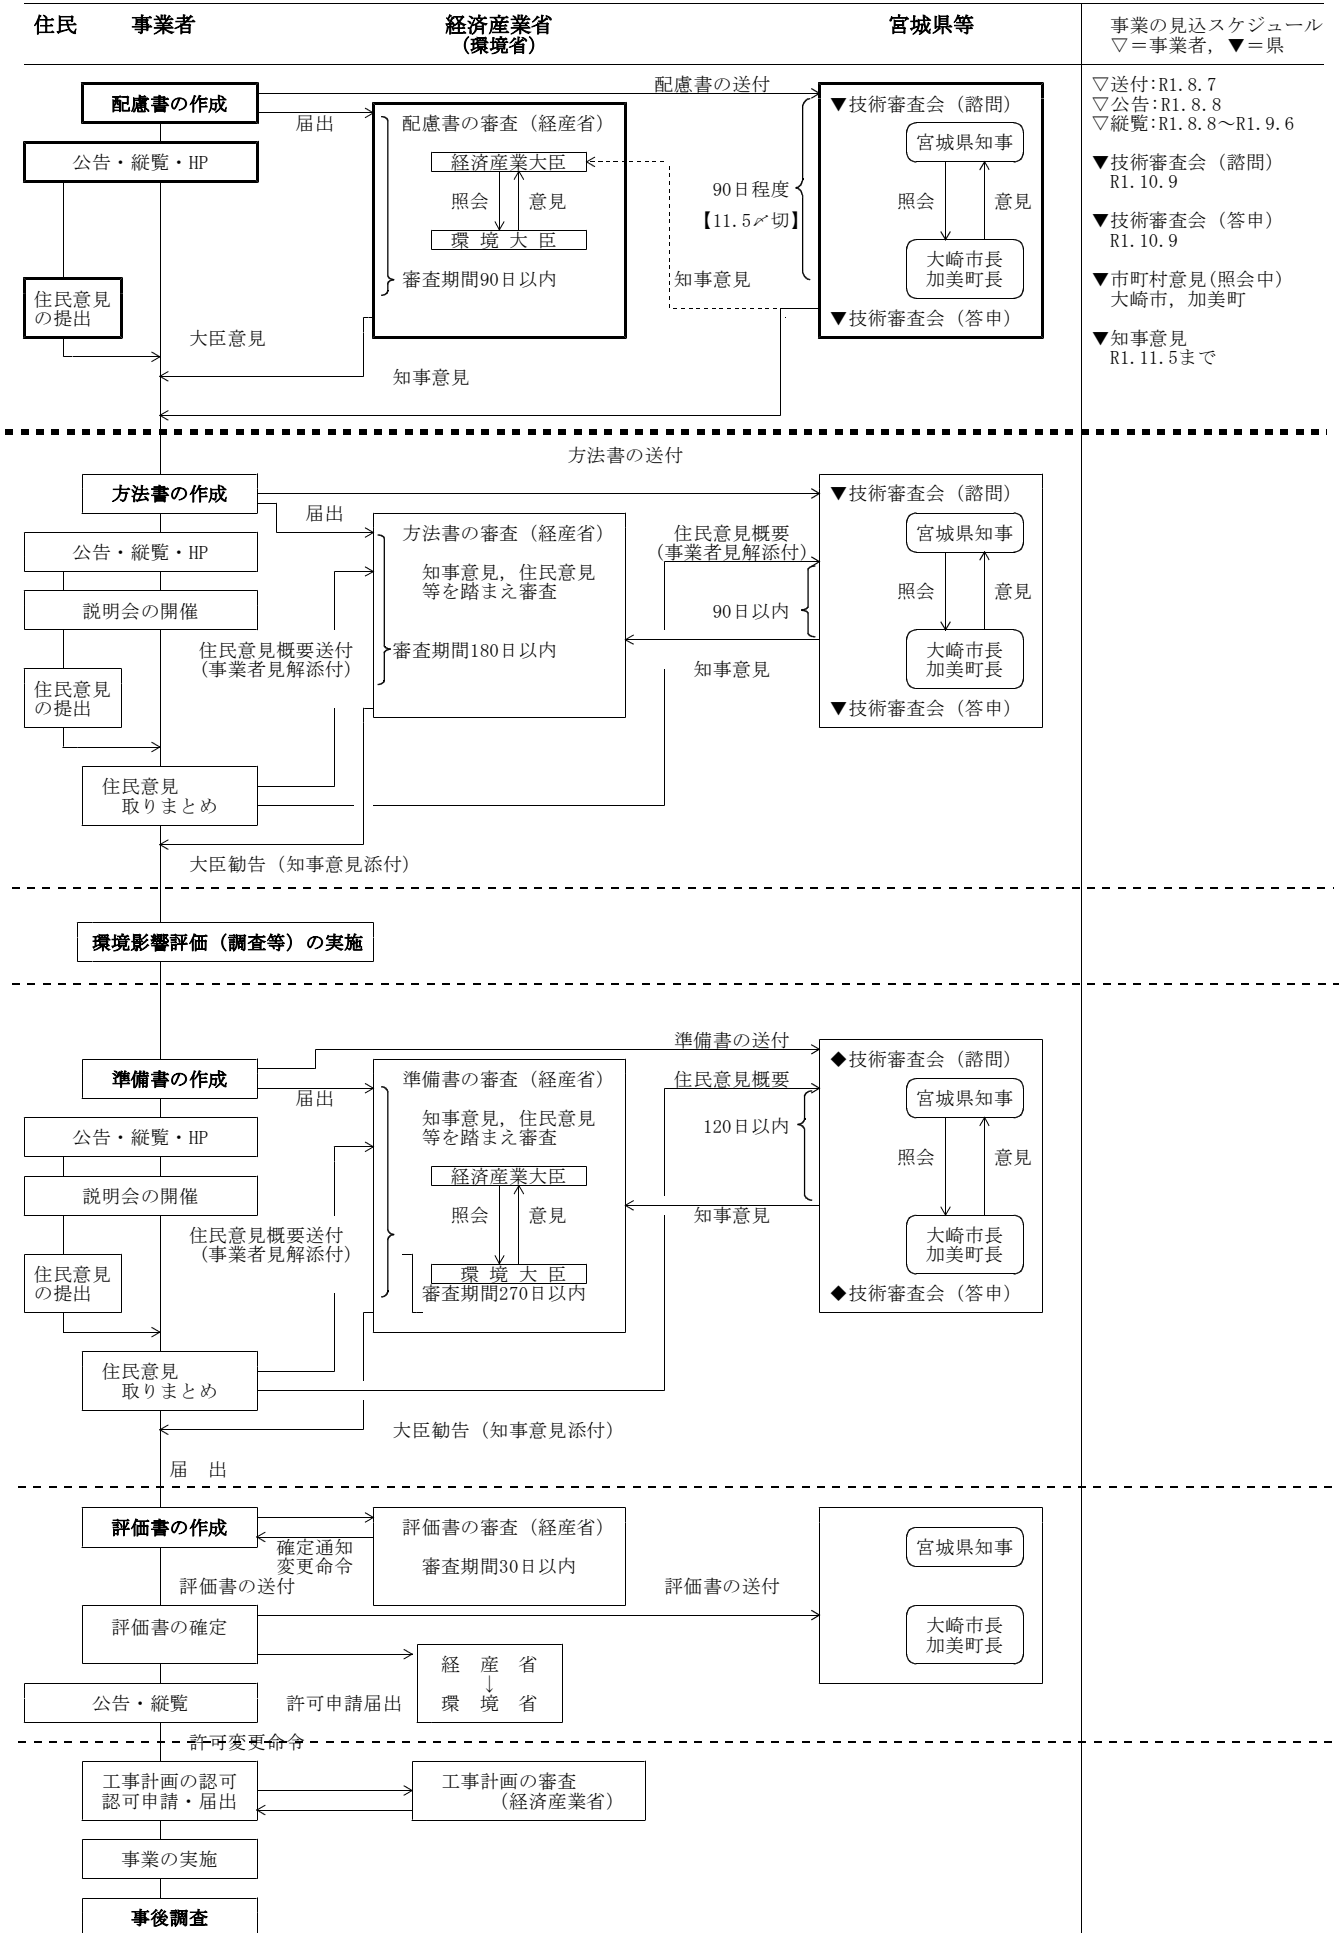 住民
事業者
経済産業省
(環境省)
宮城県等
事業の見込スケジュール
▽＝事業者，▼＝県
配慮書の送付
配慮書の作成
届出
公告・縦覧・HP
住民意見
の提出
配慮書の審査（経産省）
経済産業大臣
照会
意見
環 境 大 臣
審査期間90日以内
大臣意見
知事意見
90日程度
【11.5〆切】
知事意見
▼技術審査会（諮問）
宮城県知事
照会
意見
大崎市長
加美町長
▼技術審査会（答申）
▽送付:R1.8.7
▽公告:R1.8.8
▽縦覧:R1.8.8～R1.9.6
▼技術審査会（諮問）
R1.10.9
▼技術審査会（答申）
R1.10.9
▼市町村意見(照会中)
大崎市，加美町
▼知事意見
R1.11.5まで
方法書の送付
方法書の作成
届出
公告・縦覧・HP
説明会の開催
住民意見概要送付
（事業者見解添付）
住民意見
の提出
住民意見
取りまとめ
方法書の審査（経産省）
知事意見，住民意見
等を踏まえ審査
審査期間180日以内
住民意見概要
（事業者見解添付）
90日以内
知事意見
▼技術審査会（諮問）
宮城県知事
照会
意見
大崎市長
加美町長
▼技術審査会（答申）
大臣勧告（知事意見添付）
環境影響評価（調査等）の実施
準備書の送付
準備書の作成
届出
公告・縦覧・HP
説明会の開催
住民意見概要送付
（事業者見解添付）
住民意見
の提出
住民意見
取りまとめ
準備書の審査（経産省）
知事意見，住民意見
等を踏まえ審査
経済産業大臣
照会
意見
環 境 大 臣
審査期間270日以内
住民意見概要
120日以内
知事意見
◆技術審査会（諮問）
宮城県知事
照会
意見
大崎市長
加美町長
◆技術審査会（答申）
大臣勧告（知事意見添付）
届　出
評価書の作成
確定通知
変更命令
評価書の審査（経産省）
審査期間30日以内
評価書の送付
評価書の送付
宮城県知事
大崎市長
加美町長
評価書の確定
経　産　省
↓
環　境　省
公告・縦覧
許可申請届出
許可変更命令
工事計画の認可
認可申請・届出
工事計画の審査
（経済産業省）
事業の実施
事後調査